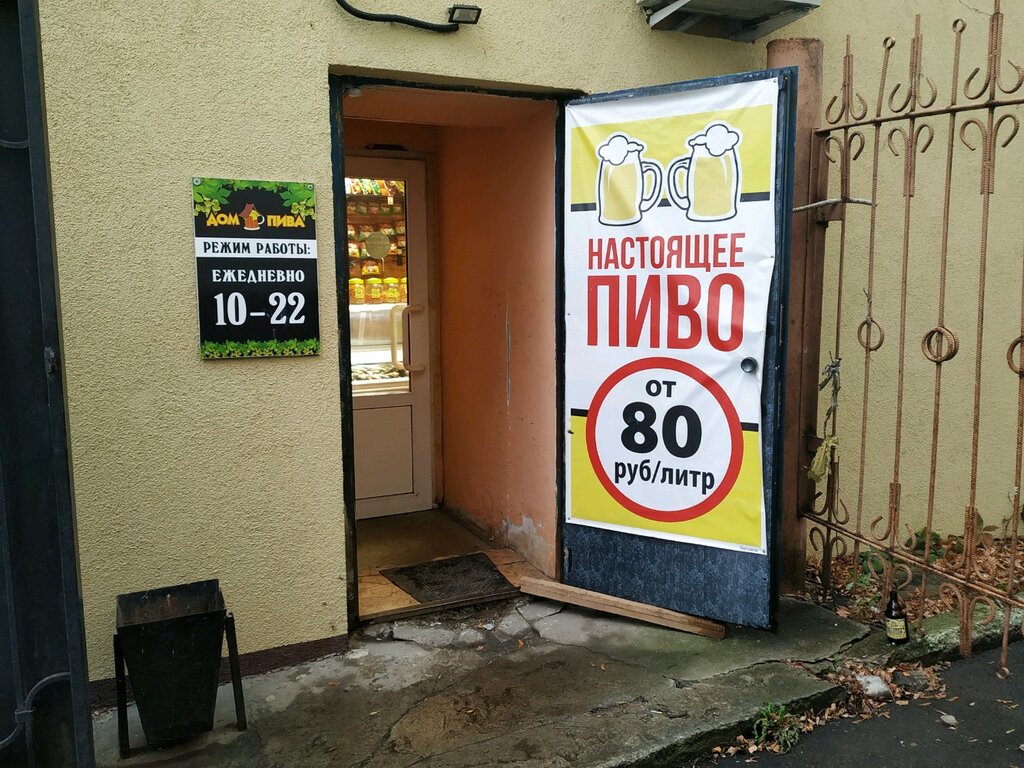 ДОМ ПИВА
РЕЖИМ РАБОТЫ:
ЕЖЕДНЕВНО
10-22
НАСТОЯЩЕЕ
ПИВО
ОТ
80
руб/литр